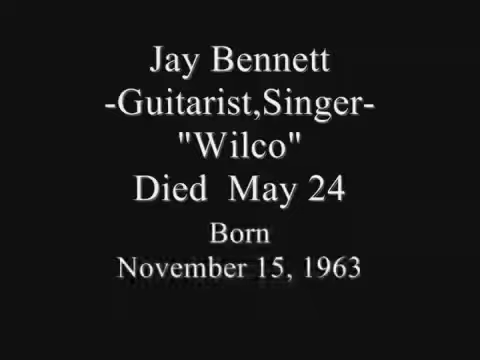 Jay Bennett
-Guitarist,Singer-
"Wilco"
Died May 24
Born
November 15, 1963